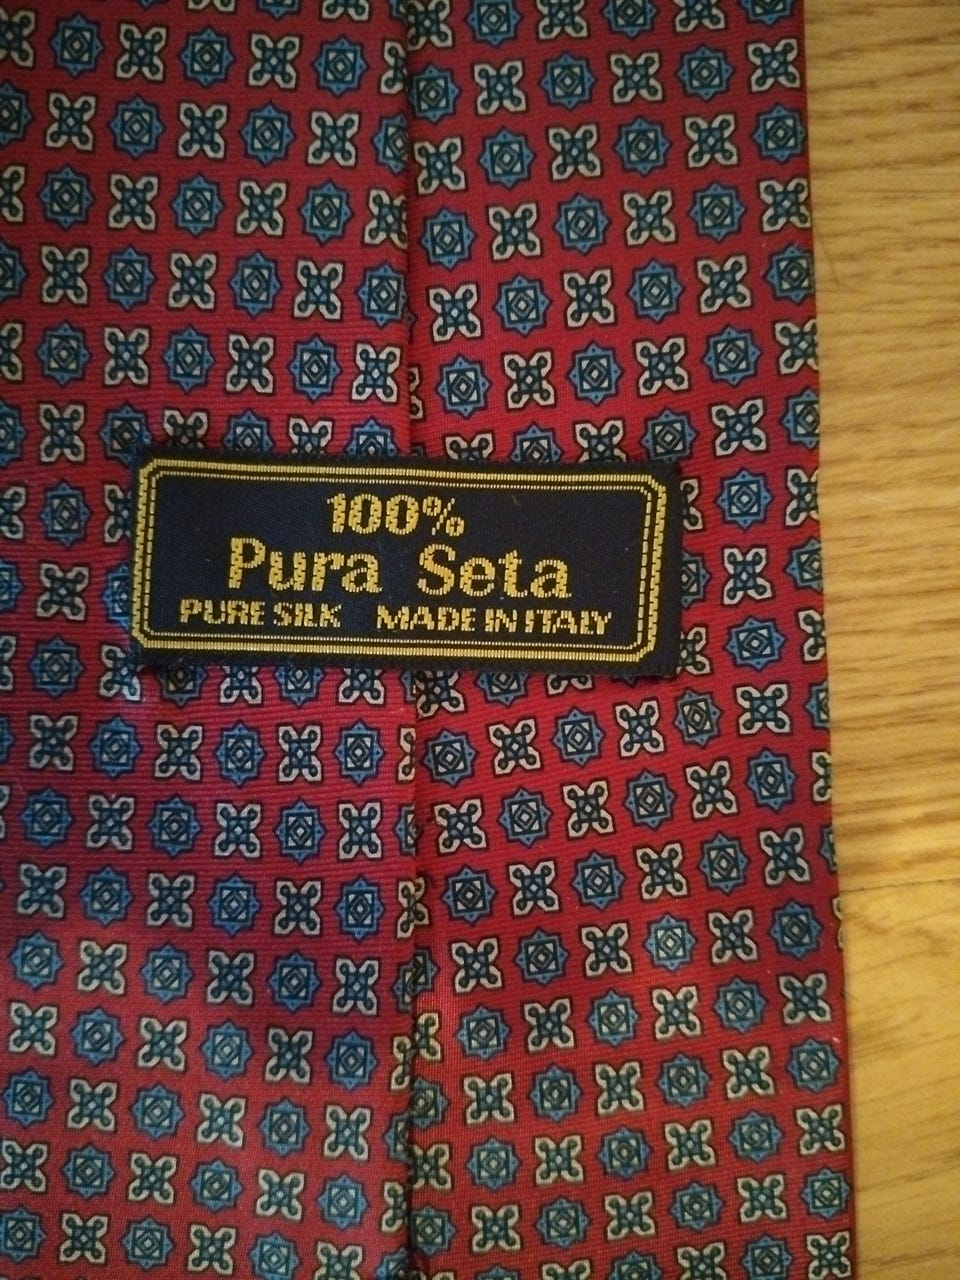 100%
Pura Seta
PURE SILK MADE IN ITALY